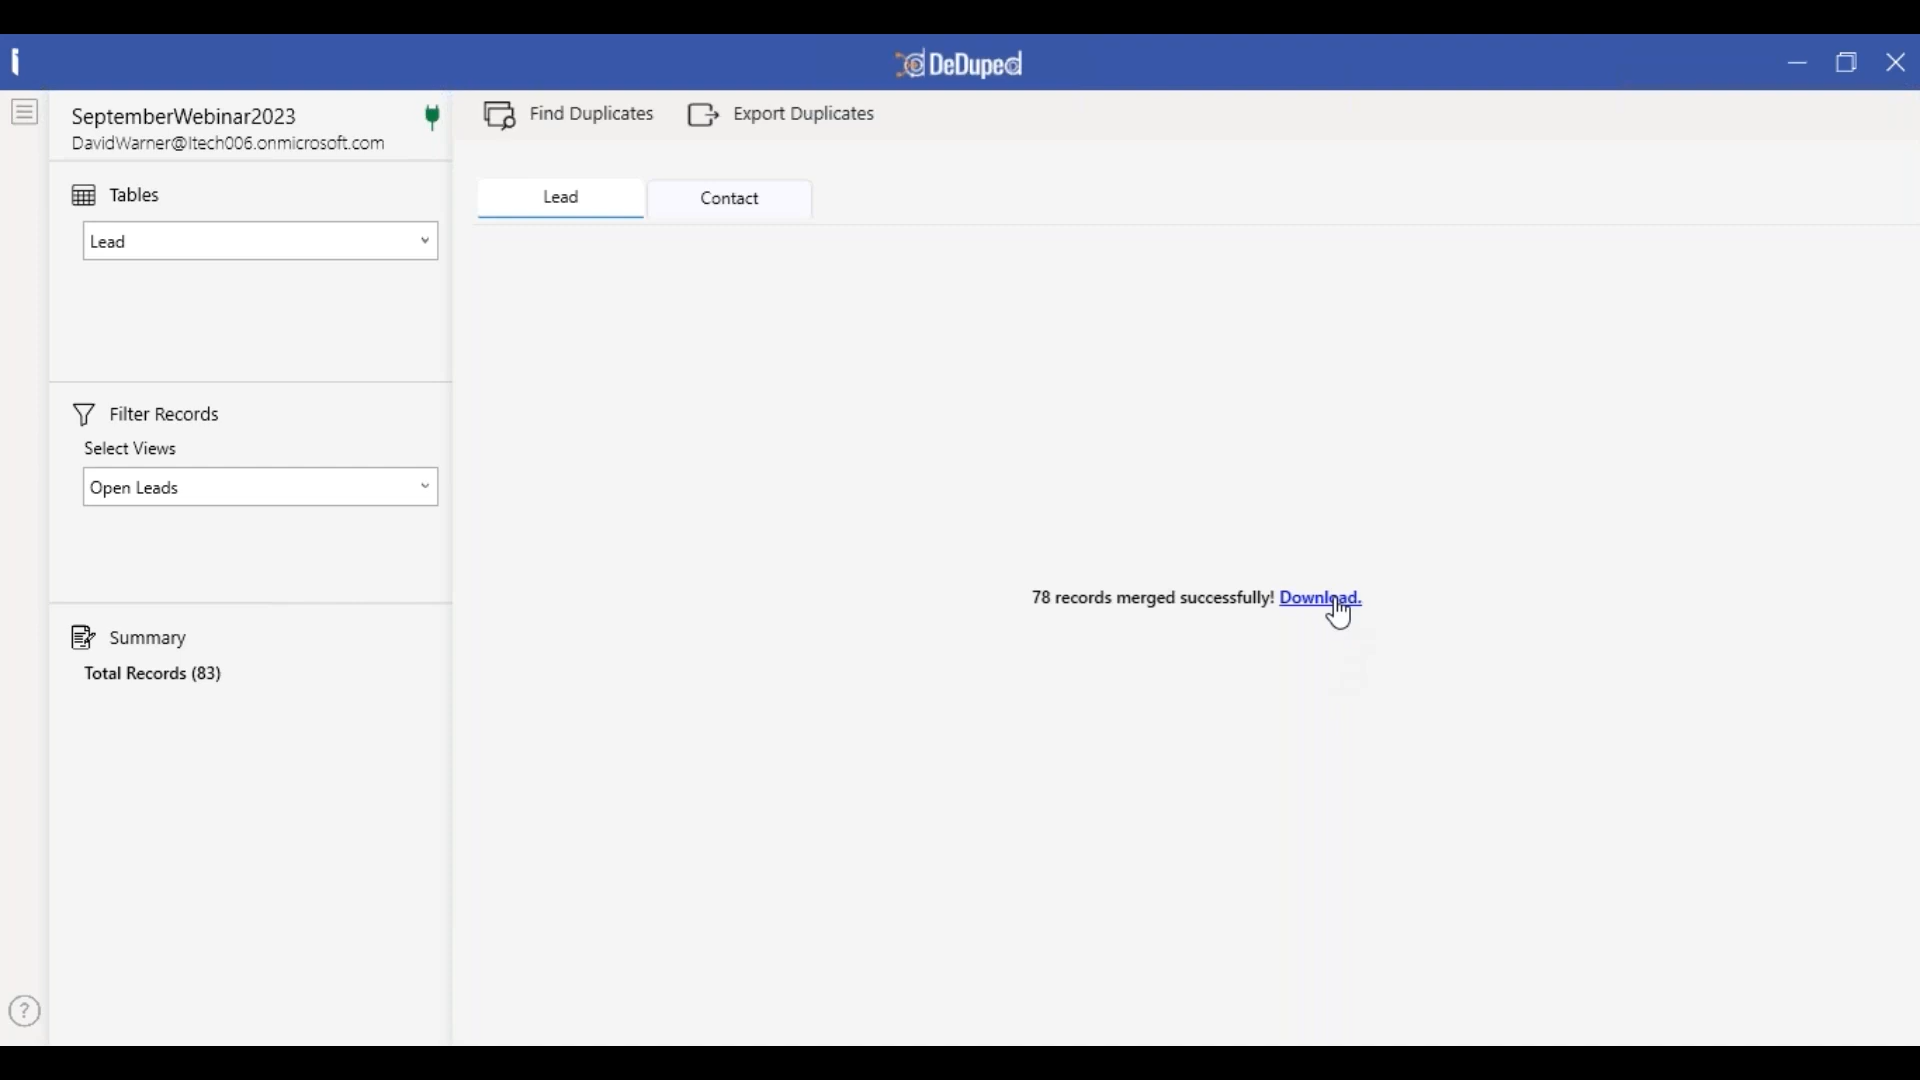 DeDuped
SeptemberWebinar2023
DavidWarner@Itech006.onmicrosoft.com
Find Duplicates
Export Duplicates
Tables
Lead
Lead
Contact
Filter Records
Select Views
Open Leads
78 records merged successfully! Download.
Summary
Total Records (83)
?